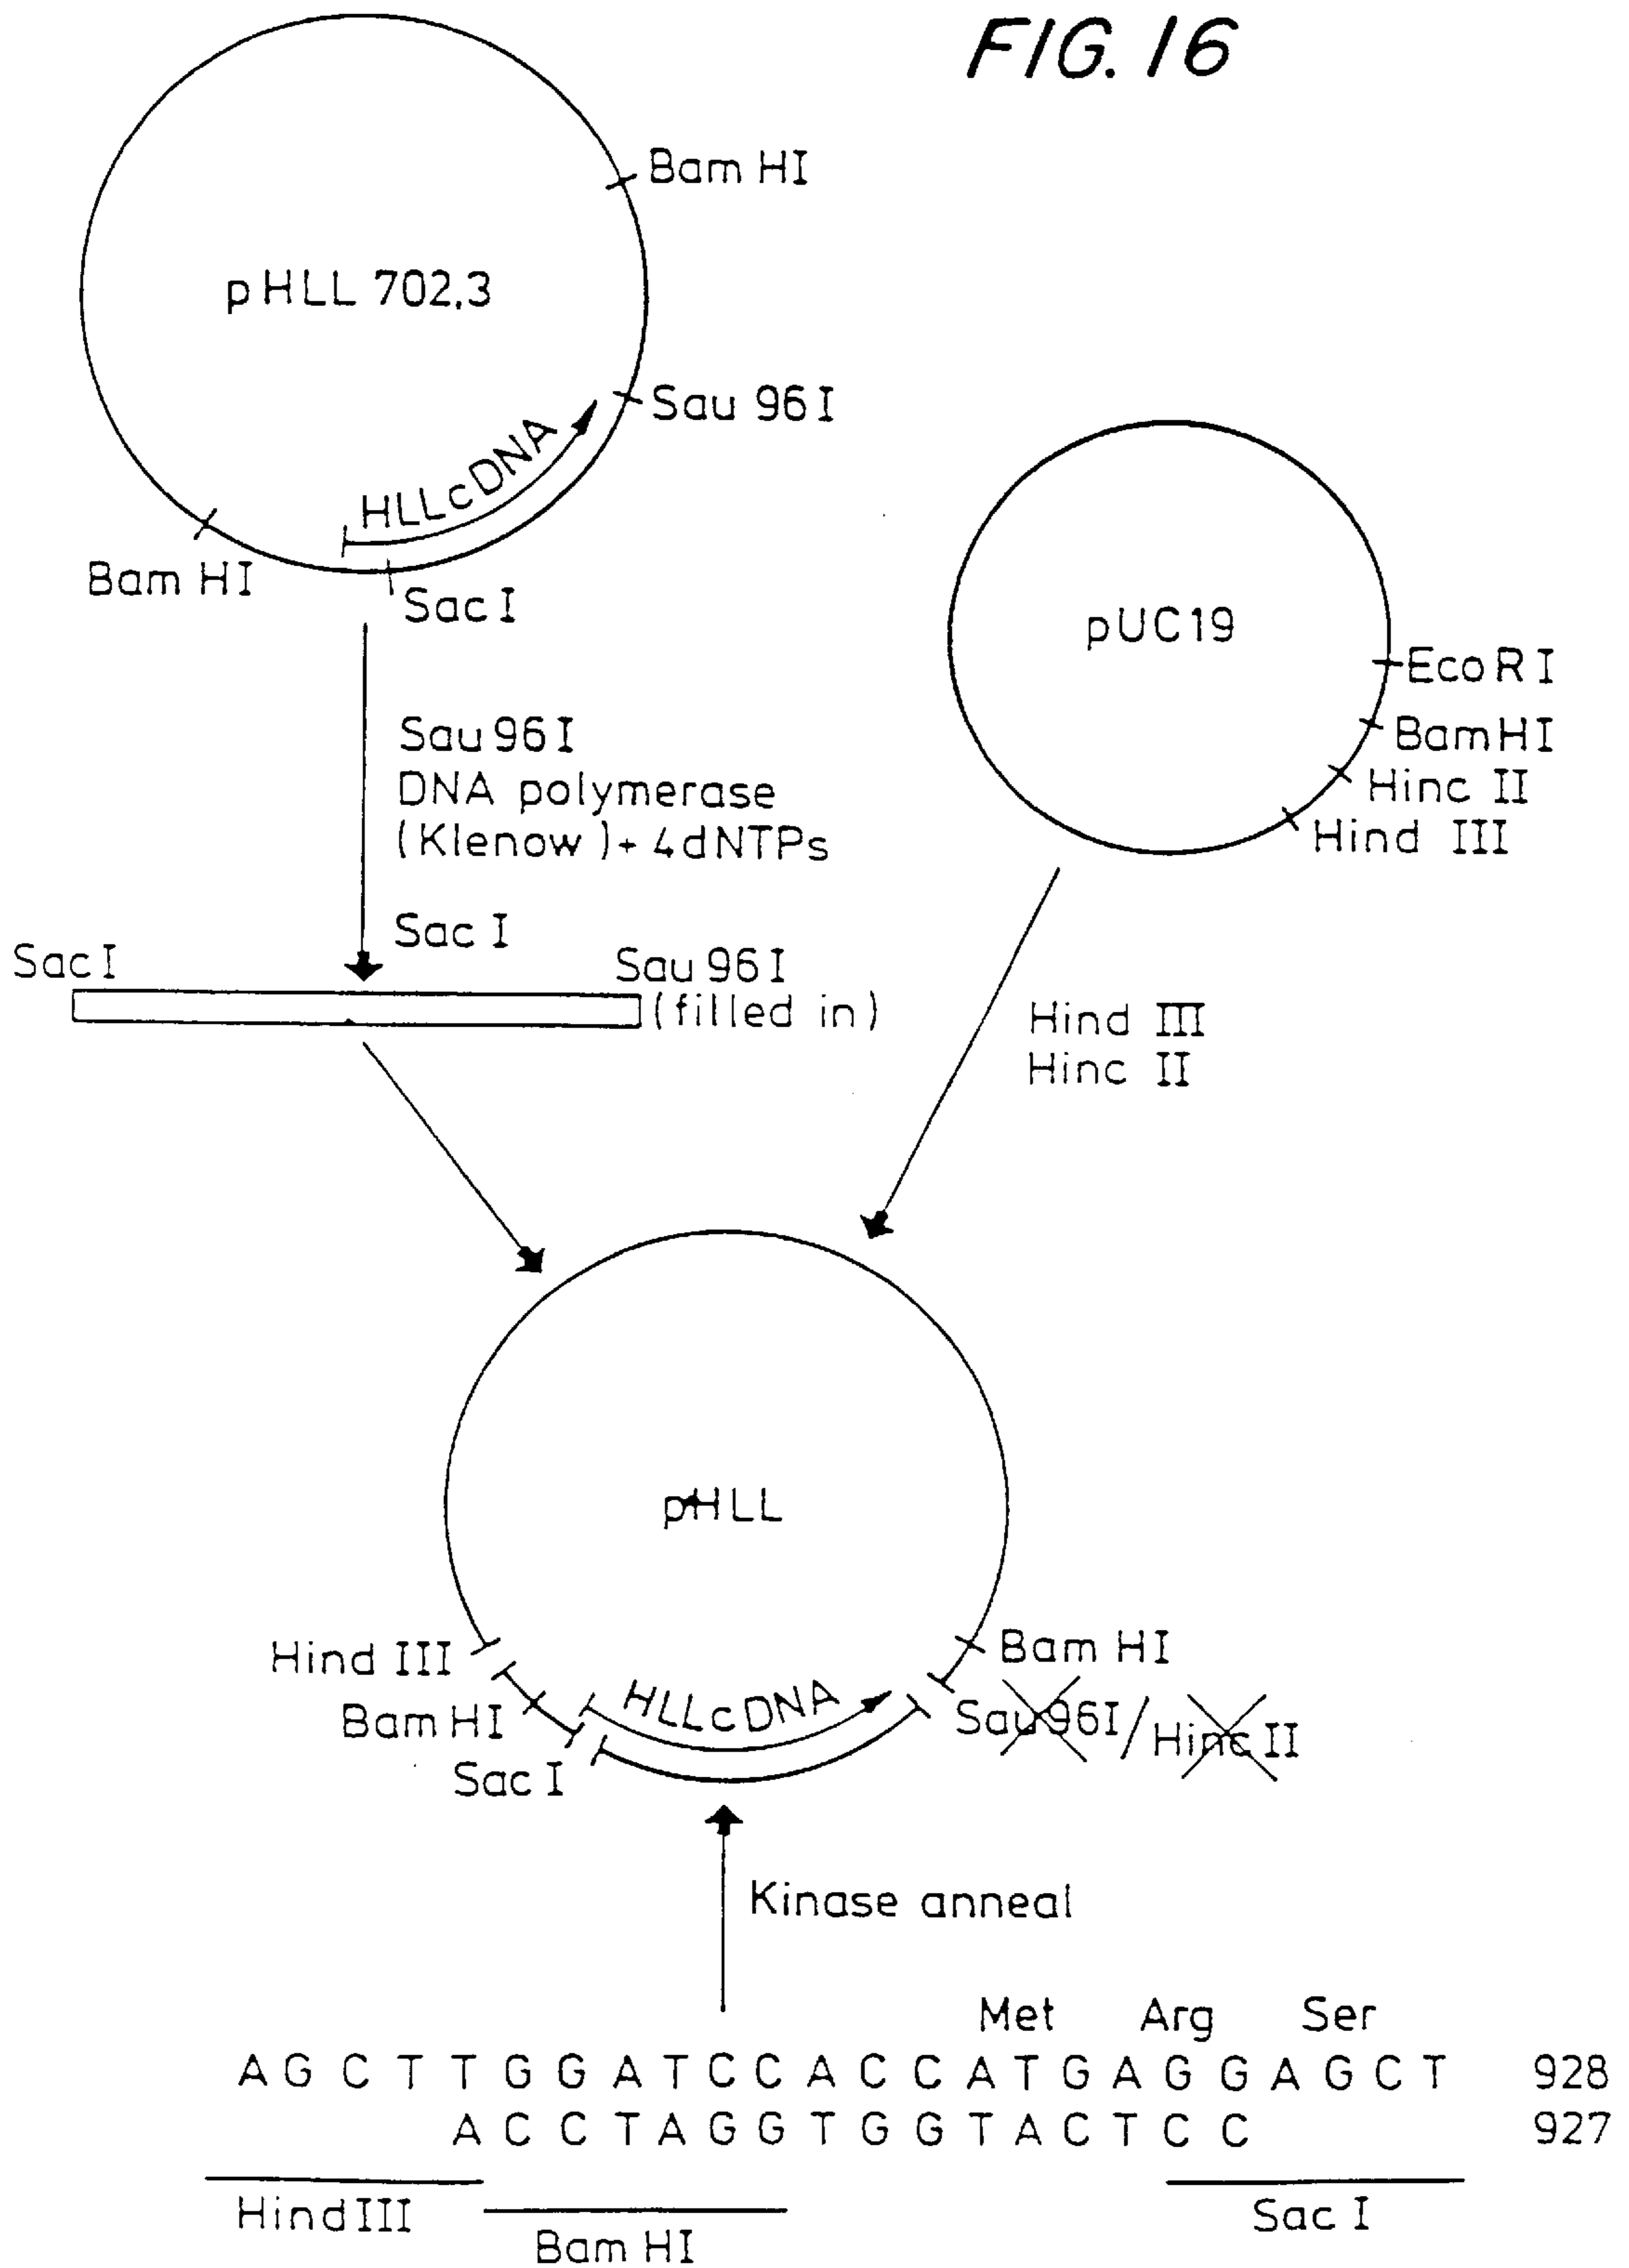 FIG. 16
Bam HI
pHLL 702.3
Sau 96 I
HLLcDNA
Bam HI
Sac I
pUC19
Eco R I
Bam HI
Hinc II
Hind III
Sau 96 I
DNA polymerase
(Klenow)+ 4dNTPs
Sac I
Sac I
Sau 96 I
(filled in)
Hind III
Hinc II
pHLL
Hind III
Bam HI
Sac I
HLLcDNA
Bam HI
Sau 96I/Hinc II
Kinase anneal
Met Arg Ser
A G C T T G G A T C C A C C A T G A G G A G C T 928
A C C T A G G T G G T A C T C C 927
Hind III
Bam HI
Sac I